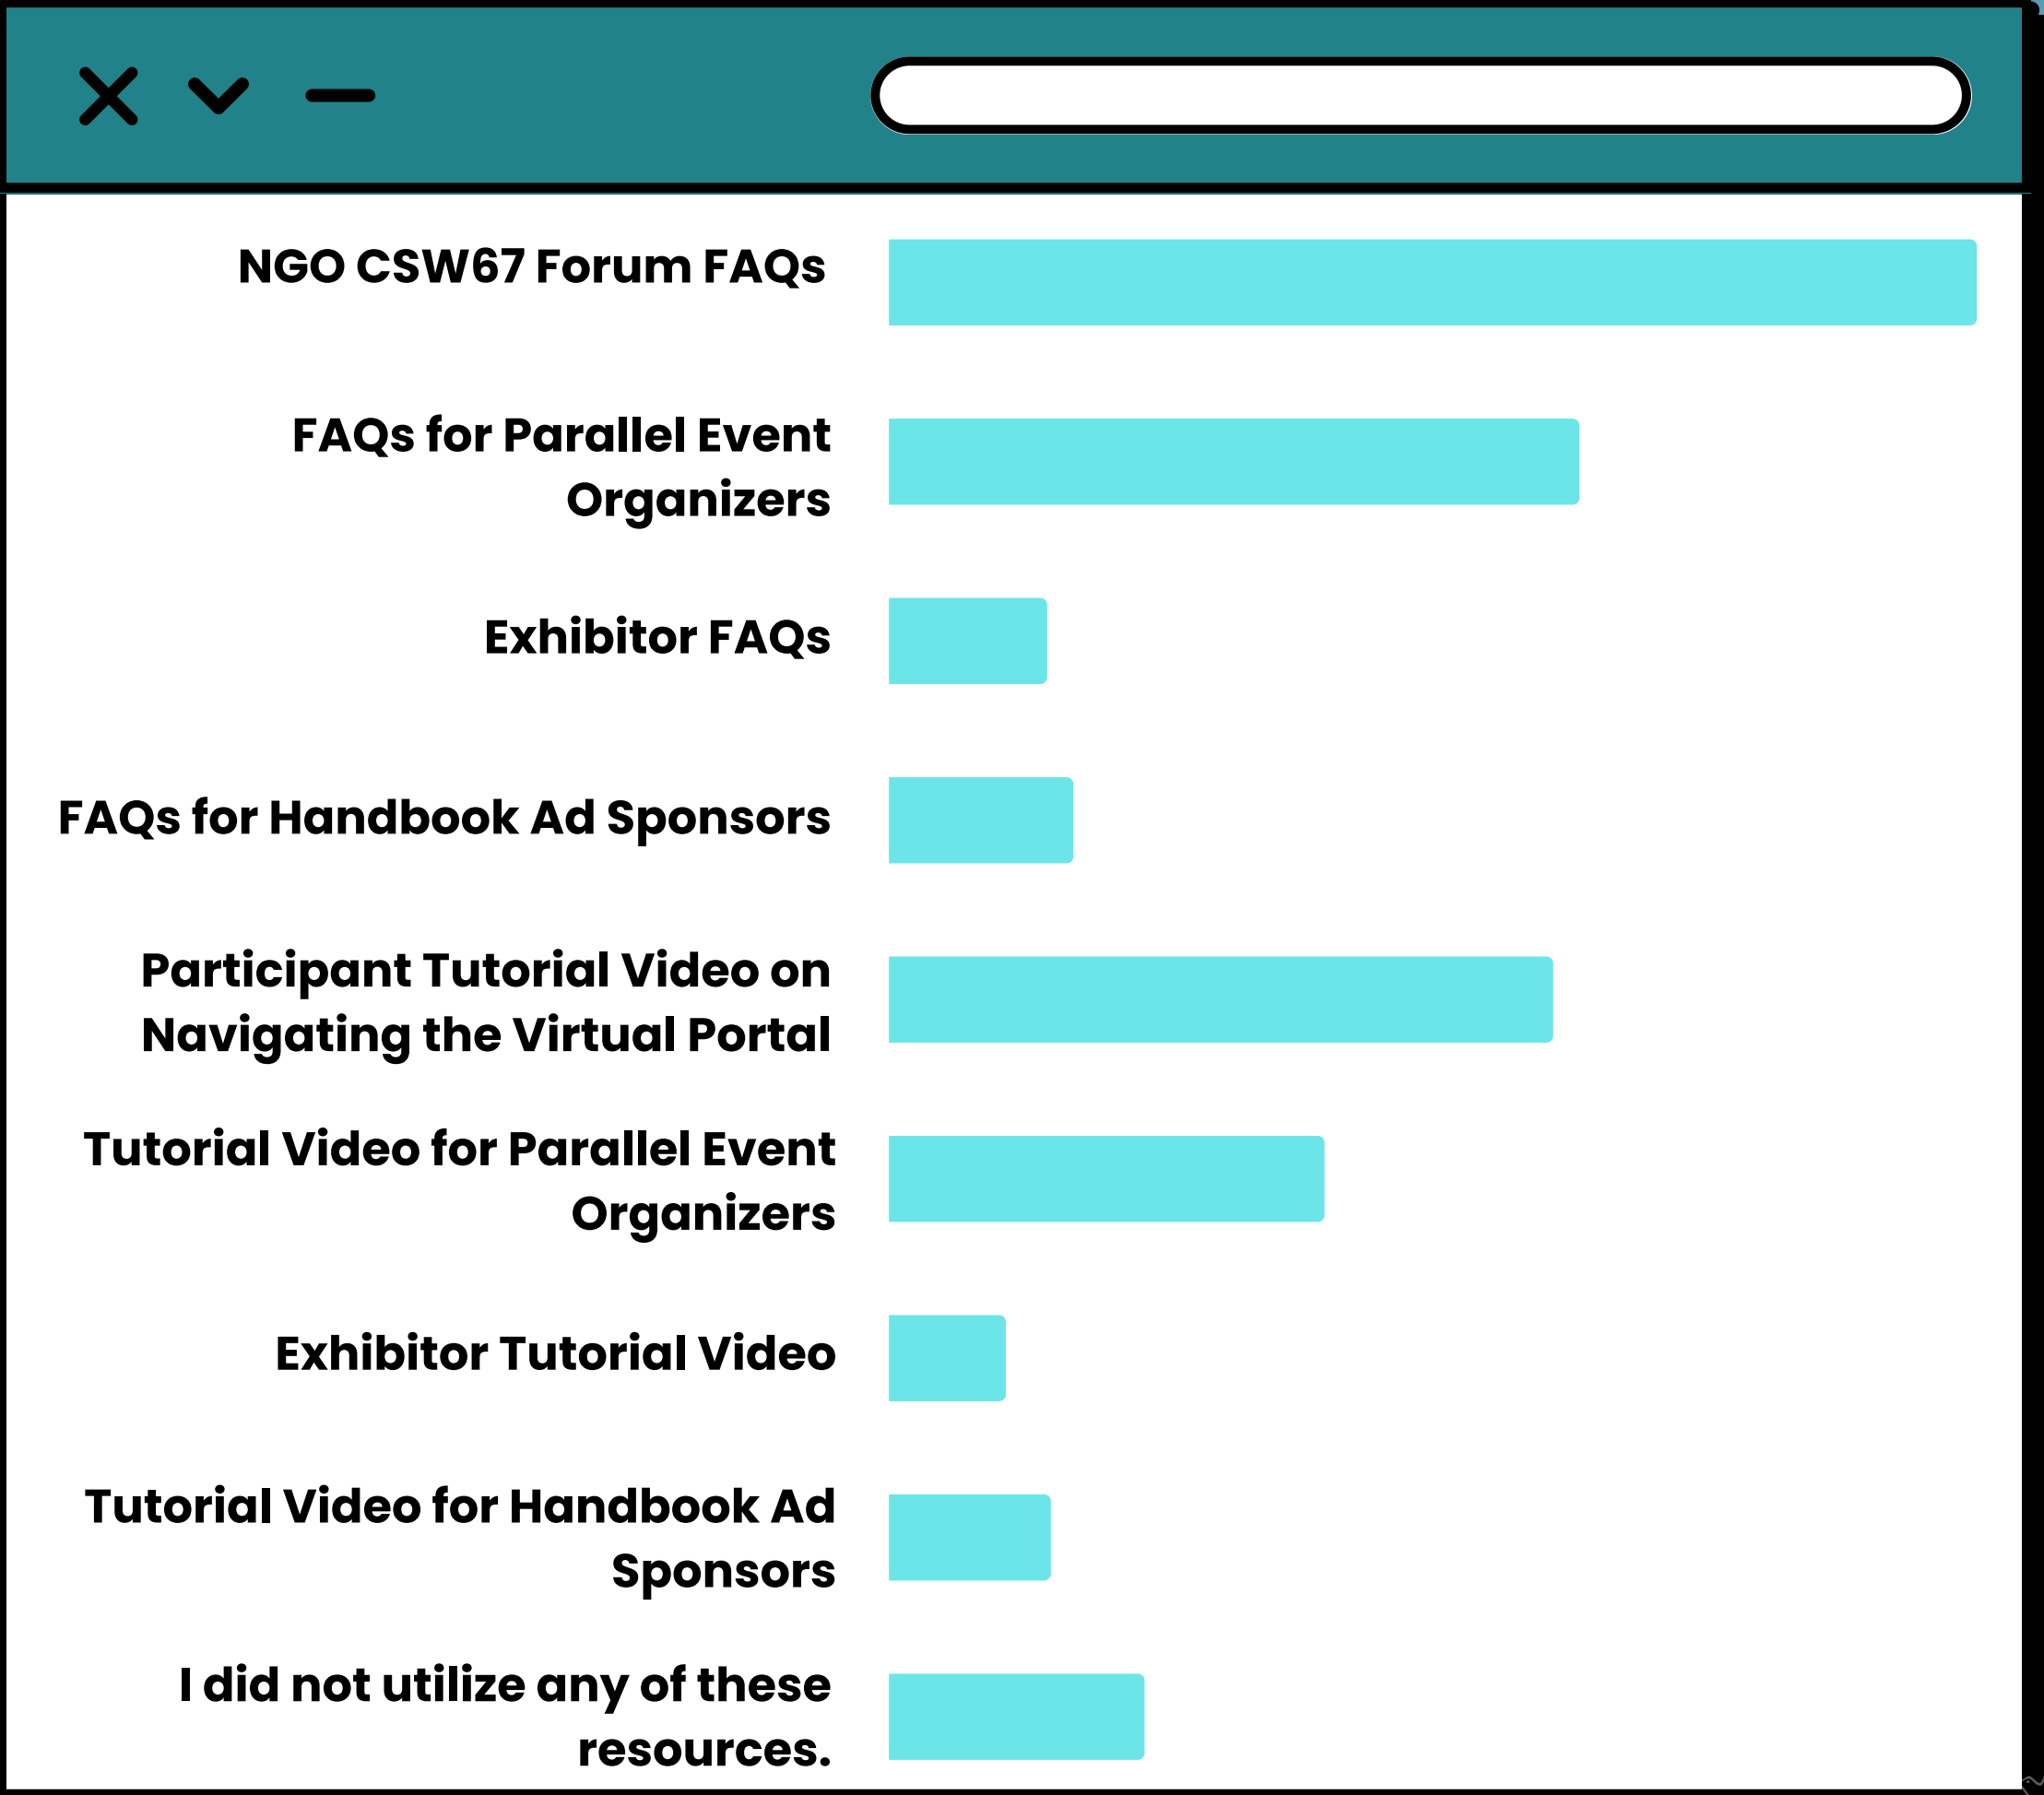 NGO CSW67 Forum FAQs
FAQs for Parallel Event
Organizers
Exhibitor FAQs
FAQs for Handbook Ad Sponsors
Participant Tutorial Video on
Navigating the Virtual Portal
Tutorial Video for Parallel Event
Organizers
Exhibitor Tutorial Video
Tutorial Video for Handbook Ad
Sponsors
I did not utilize any of these
resources.